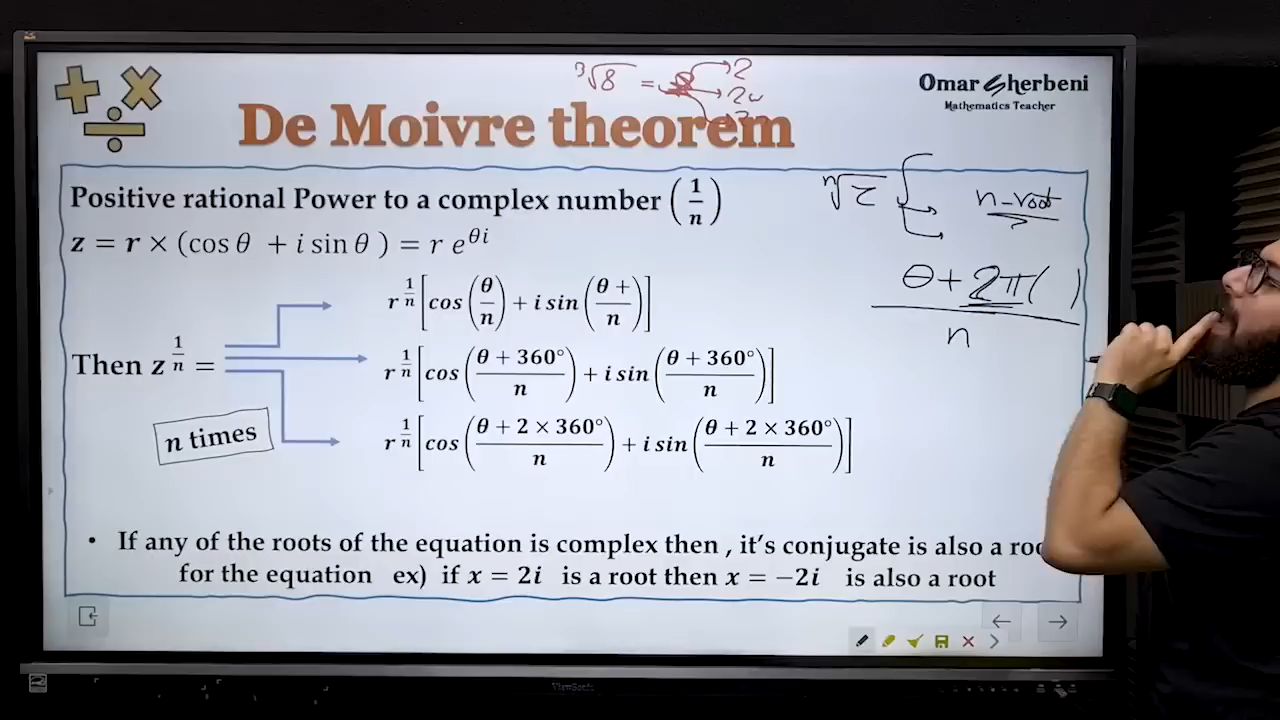 ³√8 = 2
2ω
Omar Sherbeni
Mathematics Teacher
De Moivre theorem
Positive rational Power to a complex number (1/n)
ⁿ√z n-root
z = r × (cos θ + i sin θ ) = r e^θi
θ + 2π( ) / n
r^(1/n) [cos (θ/n) + i sin (θ +/n)]
Then z^(1/n) = r^(1/n) [cos ((θ + 360°)/n) + i sin ((θ + 360°)/n)]
n times
r^(1/n) [cos ((θ + 2 × 360°)/n) + i sin ((θ + 2 × 360°)/n)]
• If any of the roots of the equation is complex then , it's conjugate is also a roo
for the equation ex) if x = 2i is a root then x = −2i is also a root
ViewSonic